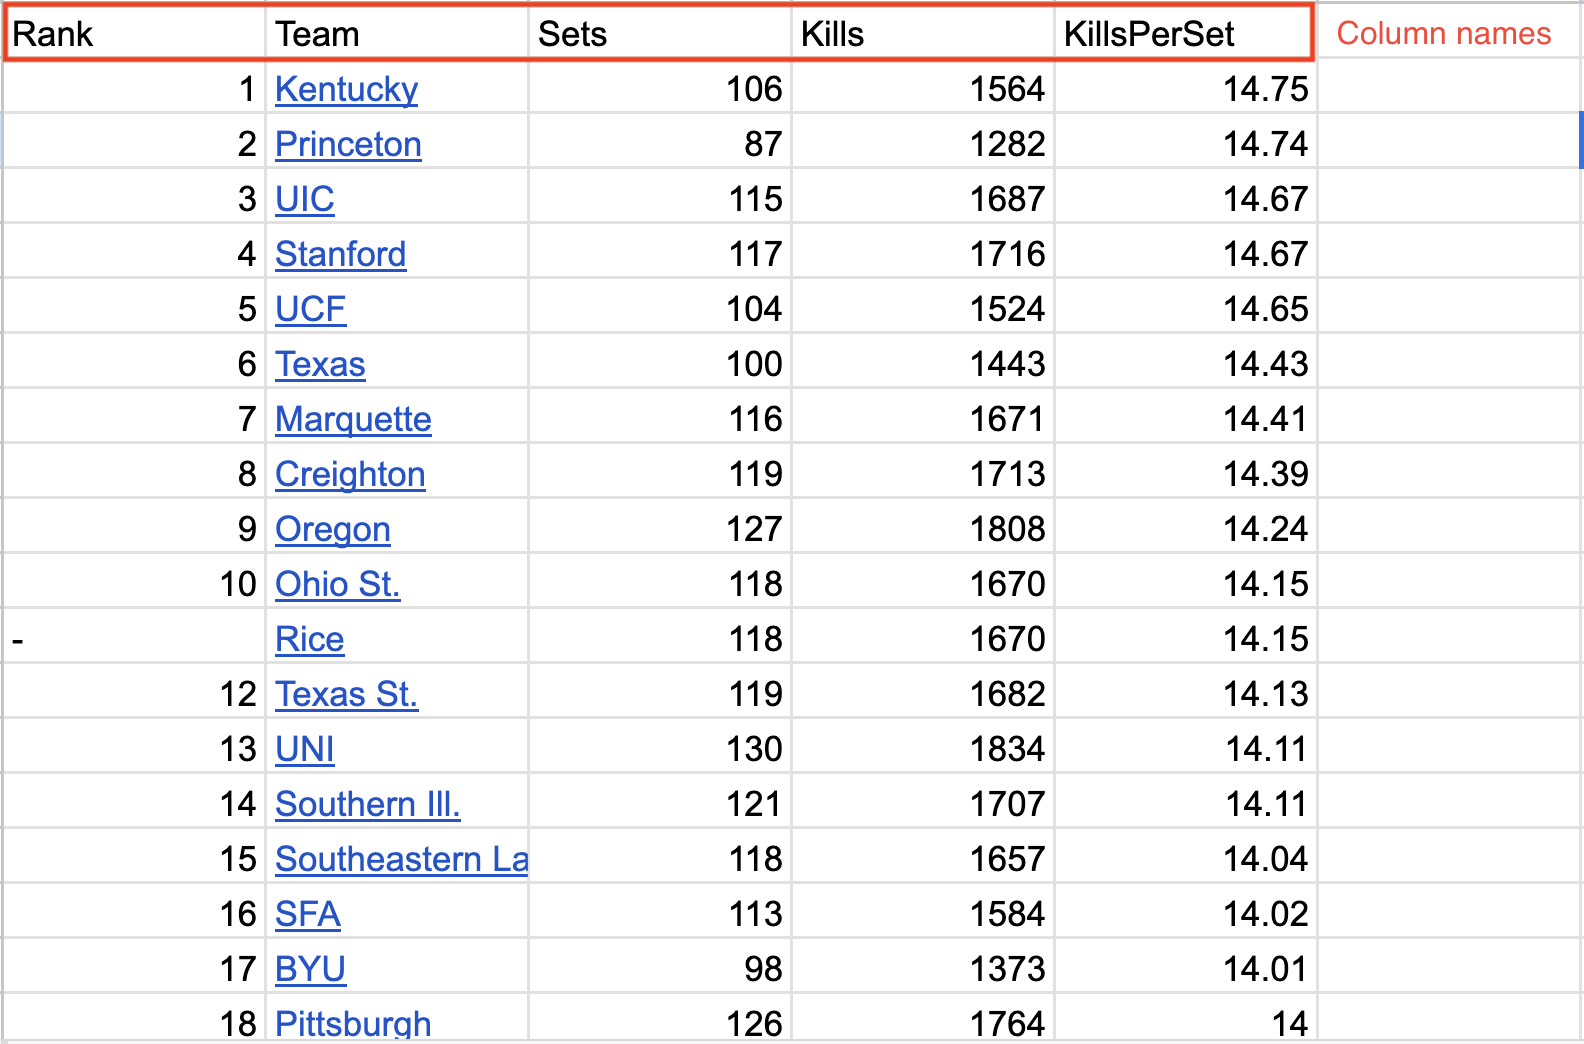 Rank Team Sets Kills KillsPerSet Column names
1 Kentucky 106 1564 14.75
2 Princeton 87 1282 14.74
3 UIC 115 1687 14.67
4 Stanford 117 1716 14.67
5 UCF 104 1524 14.65
6 Texas 100 1443 14.43
7 Marquette 116 1671 14.41
8 Creighton 119 1713 14.39
9 Oregon 127 1808 14.24
10 Ohio St. 118 1670 14.15
- Rice 118 1670 14.15
12 Texas St. 119 1682 14.13
13 UNI 130 1834 14.11
14 Southern Ill. 121 1707 14.11
15 Southeastern La 118 1657 14.04
16 SFA 113 1584 14.02
17 BYU 98 1373 14.01
18 Pittsburgh 126 1764 14